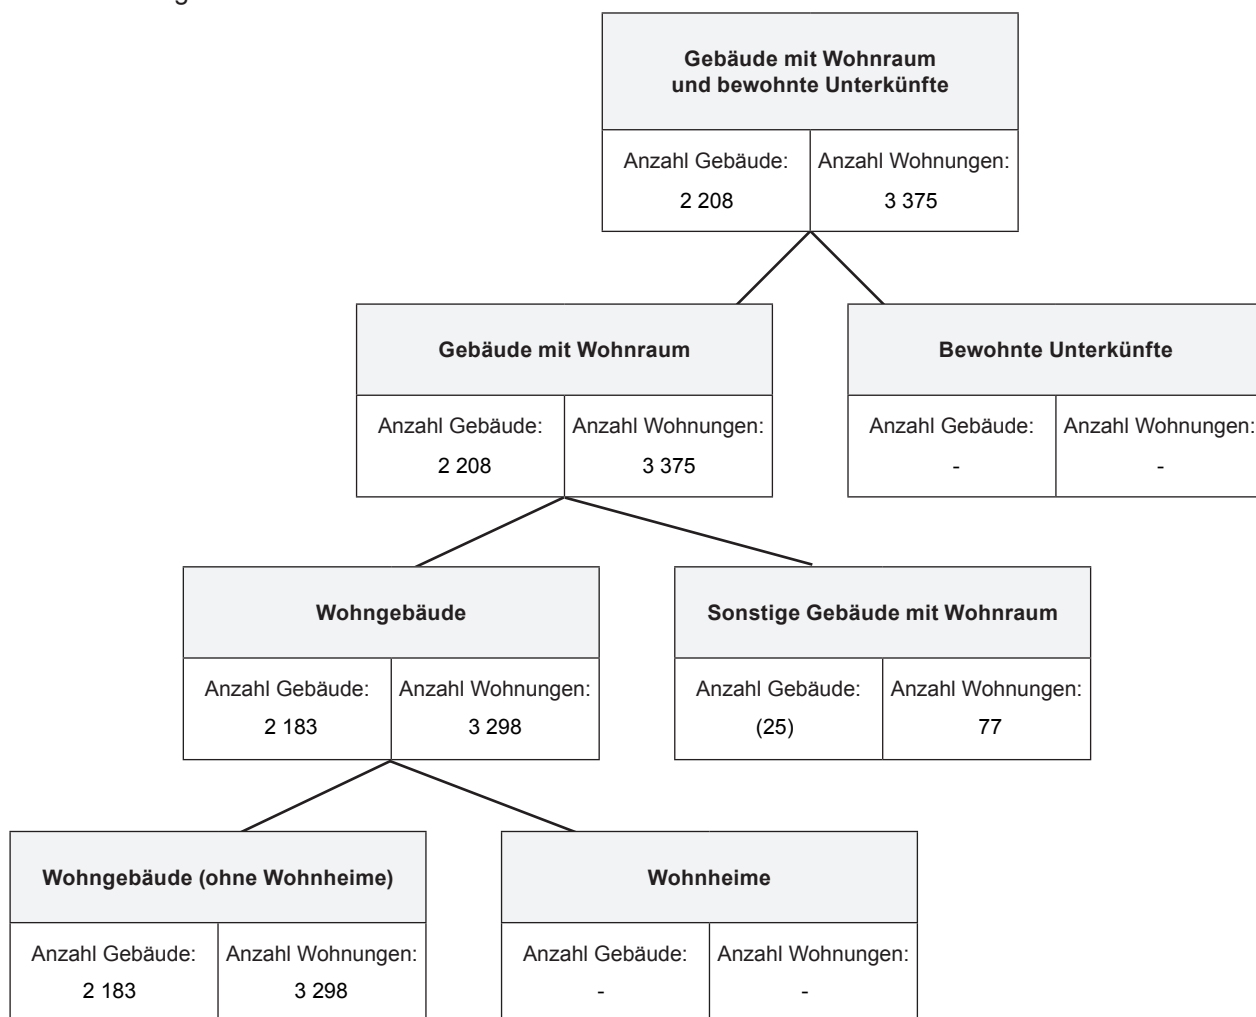 Gebäude mit Wohnraum
und bewohnte Unterkünfte
Anzahl Gebäude: Anzahl Wohnungen:
2 208 3 375
Gebäude mit Wohnraum Bewohnte Unterkünfte
Anzahl Gebäude: Anzahl Wohnungen: Anzahl Gebäude: Anzahl Wohnungen:
2 208 3 375 - -
Wohngebäude Sonstige Gebäude mit Wohnraum
Anzahl Gebäude: Anzahl Wohnungen: Anzahl Gebäude: Anzahl Wohnungen:
2 183 3 298 (25) 77
Wohngebäude (ohne Wohnheime) Wohnheime
Anzahl Gebäude: Anzahl Wohnungen: Anzahl Gebäude: Anzahl Wohnungen:
2 183 3 298 - -